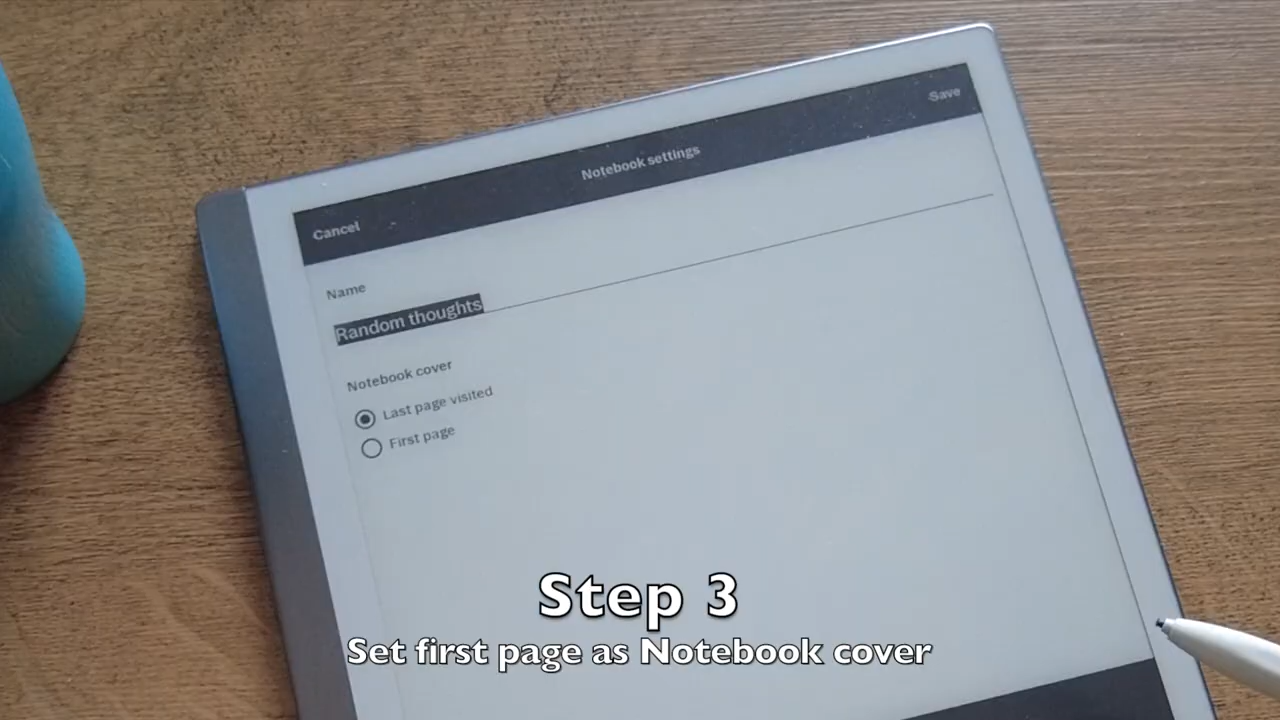 Save
Notebook settings
Cancel
Name
Random thoughts
Notebook cover
Last page visited
First page
Step 3
Set first page as Notebook cover